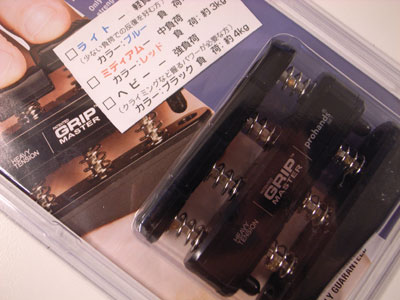 □ライト - 軽負荷
(少ない負荷での反復を好む方)
カラー:ブルー 負荷:約3kg
□ミディアム - 中負荷
カラー:レッド
□ヘビー - 強負荷
(クライミングなど握るパワーが必要な方)
カラー:ブラック 負荷:約4kg
GRIP
MASTER
HEAVY
TENSION
prohands
GRIP
MASTER
HEAVY
TENSION